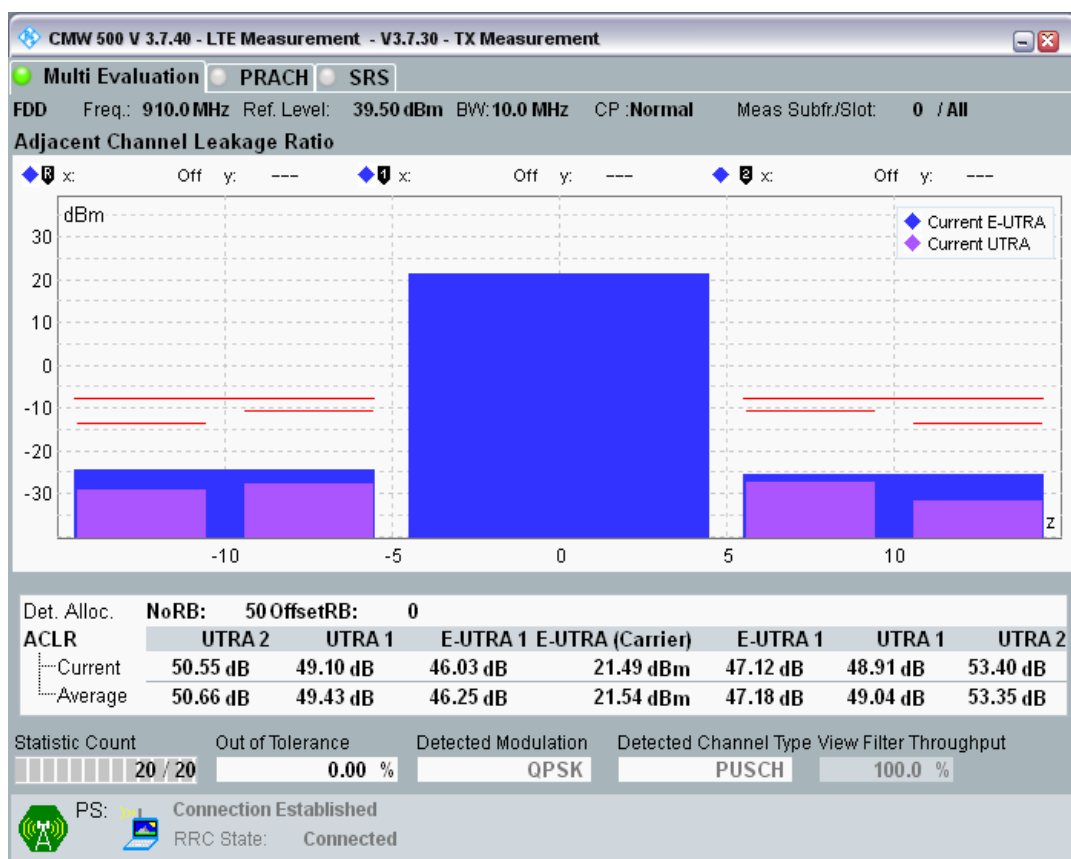 CMW 500 V 3.7.40 - LTE Measurement - V3.7.30 - TX Measurement
Multi Evaluation PRACH SRS
FDD Freq.: 910.0 MHz Ref. Level: 39.50 dBm BW: 10.0 MHz CP :Normal Meas Subfr./Slot: 0 / All
Adjacent Channel Leakage Ratio
R x: Off y: --- 1 x: Off y: --- 2 x: Off y: ---
dBm
Current E-UTRA
Current UTRA
30
20
10
0
-10
-20
-30
z
-10 -5 0 5 10
Det. Alloc. NoRB: 50 OffsetRB: 0
ACLR UTRA 2 UTRA 1 E-UTRA 1 E-UTRA (Carrier) E-UTRA 1 UTRA 1 UTRA 2
Current 50.55 dB 49.10 dB 46.03 dB 21.49 dBm 47.12 dB 48.91 dB 53.40 dB
Average 50.66 dB 49.43 dB 46.25 dB 21.54 dBm 47.18 dB 49.04 dB 53.35 dB
Statistic Count Out of Tolerance Detected Modulation Detected Channel Type View Filter Throughput
20 / 20 0.00 % QPSK PUSCH 100.0 %
PS: Connection Established
RRC State: Connected